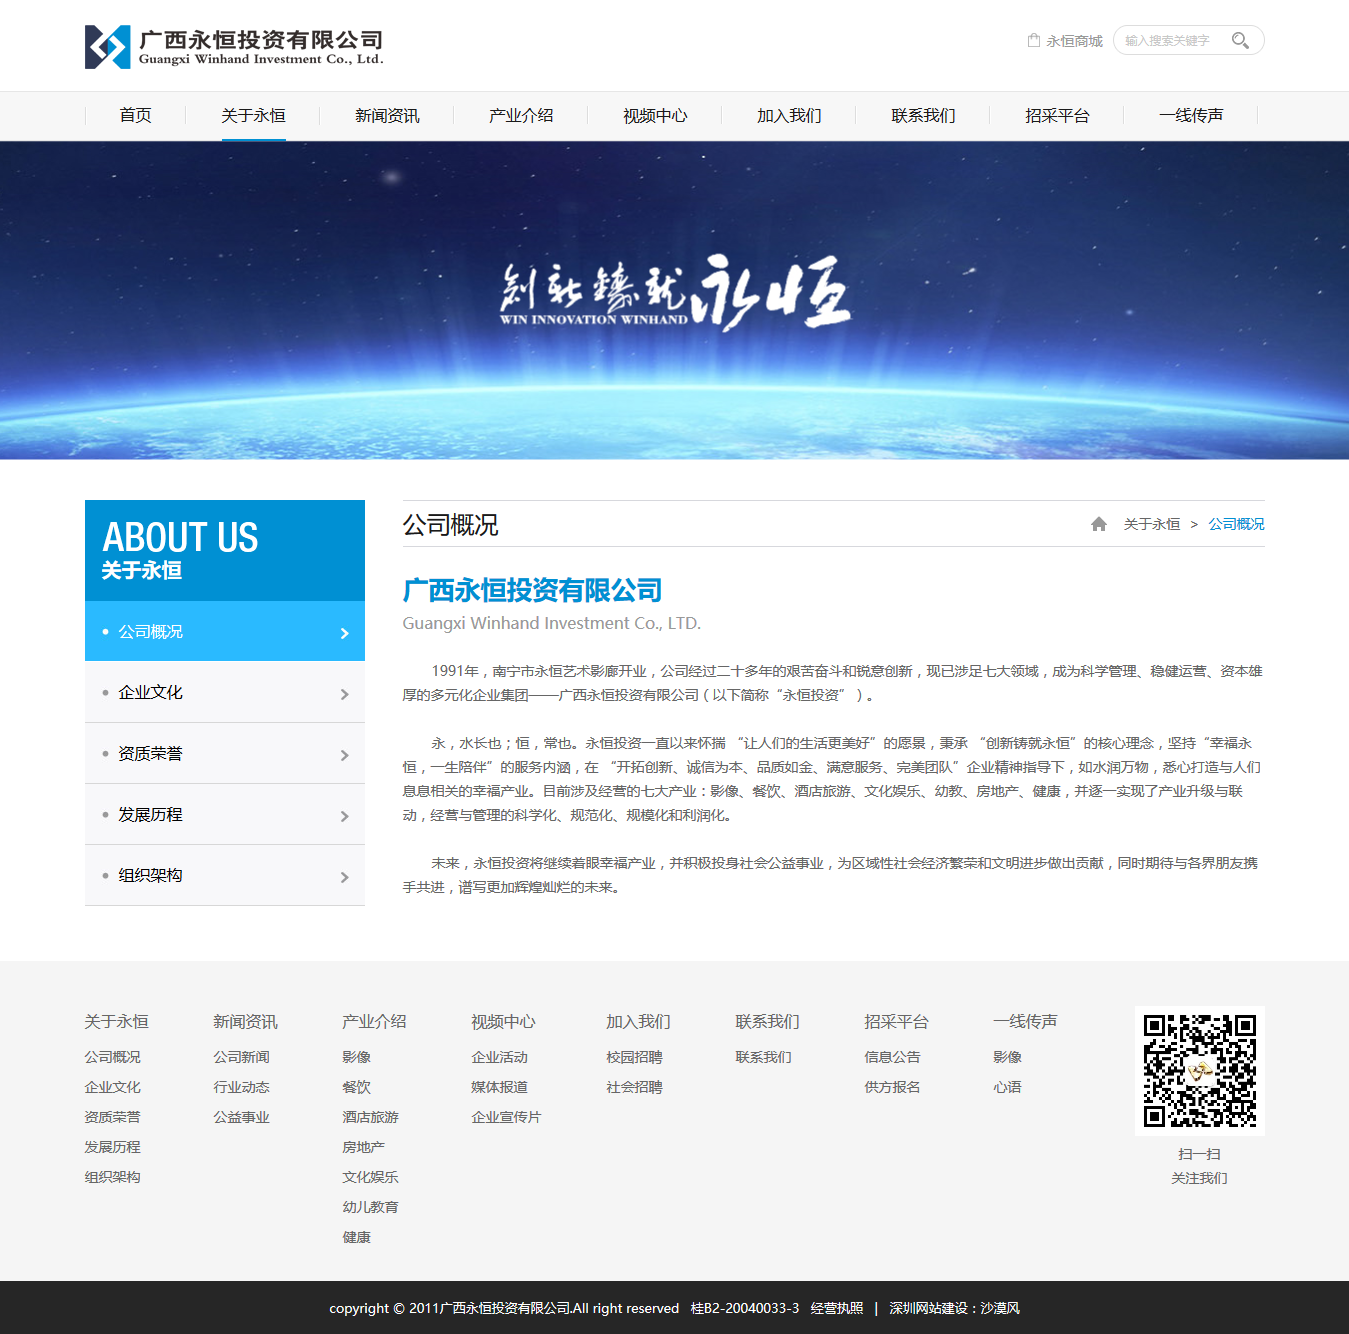 广西永恒投资有限公司
Guangxi Winhand Investment Co., Ltd.
永恒商城
输入搜索关键字
首页 关于永恒 新闻资讯 产业介绍 视频中心 加入我们 联系我们 招采平台 一线传声
创新臻就永恒
WIN INNOVATION WINHAND
ABOUT US
关于永恒
公司概况
企业文化
资质荣誉
发展历程
组织架构
公司概况
关于永恒 > 公司概况
广西永恒投资有限公司
Guangxi Winhand Investment Co., LTD.
1991年，南宁市永恒艺术影廊开业，公司经过二十多年的艰苦奋斗和锐意创新，现已涉足七大领域，成为科学管理、稳健运营、资本雄
厚的多元化企业集团——广西永恒投资有限公司（以下简称“永恒投资”）。
永，水长也；恒，常也。永恒投资一直以来怀揣 “让人们的生活更美好”的愿景，秉承 “创新铸就永恒”的核心理念，坚持“幸福永
恒，一生陪伴”的服务内涵，在 “开拓创新、诚信为本、品质如金、满意服务、完美团队”企业精神指导下，如水润万物，悉心打造与人们
息息相关的幸福产业。目前涉及经营的七大产业：影像、餐饮、酒店旅游、文化娱乐、幼教、房地产、健康，并逐一实现了产业升级与联
动，经营与管理的科学化、规范化、规模化和利润化。
未来，永恒投资将继续着眼幸福产业，并积极投身社会公益事业，为区域性社会经济繁荣和文明进步做出贡献，同时期待与各界朋友携
手共进，谱写更加辉煌灿烂的未来。
关于永恒 新闻资讯 产业介绍 视频中心 加入我们 联系我们 招采平台 一线传声
公司概况 公司新闻 影像 企业活动 校园招聘 联系我们 信息公告 影像
企业文化 行业动态 餐饮 媒体报道 社会招聘 供方报名 心语
资质荣誉 公益事业 酒店旅游 企业宣传片
发展历程 房地产
组织架构 文化娱乐
幼儿教育
健康
扫一扫
关注我们
copyright © 2011广西永恒投资有限公司.All right reserved 桂B2-20040033-3 经营执照 | 深圳网站建设：沙漠风